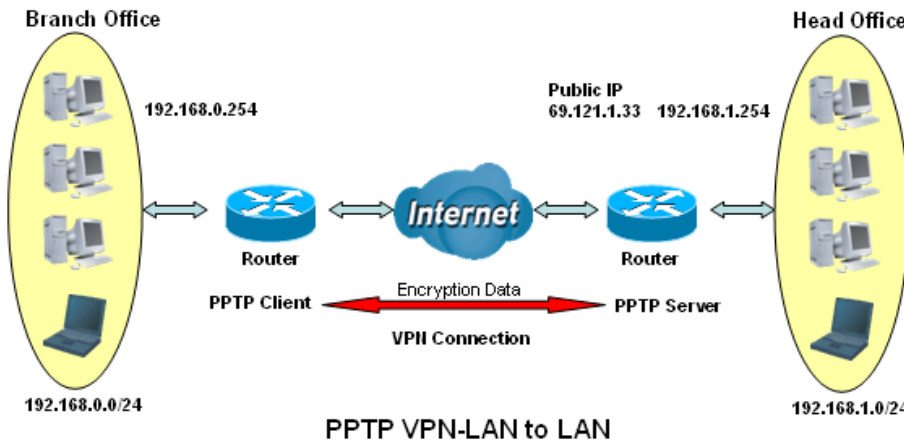 Branch Office
Head Office
192.168.0.254
Public IP
69.121.1.33
192.168.1.254
Internet
Router
Router
PPTP Client
Encryption Data
PPTP Server
VPN Connection
192.168.0.0/24
192.168.1.0/24
PPTP VPN-LAN to LAN